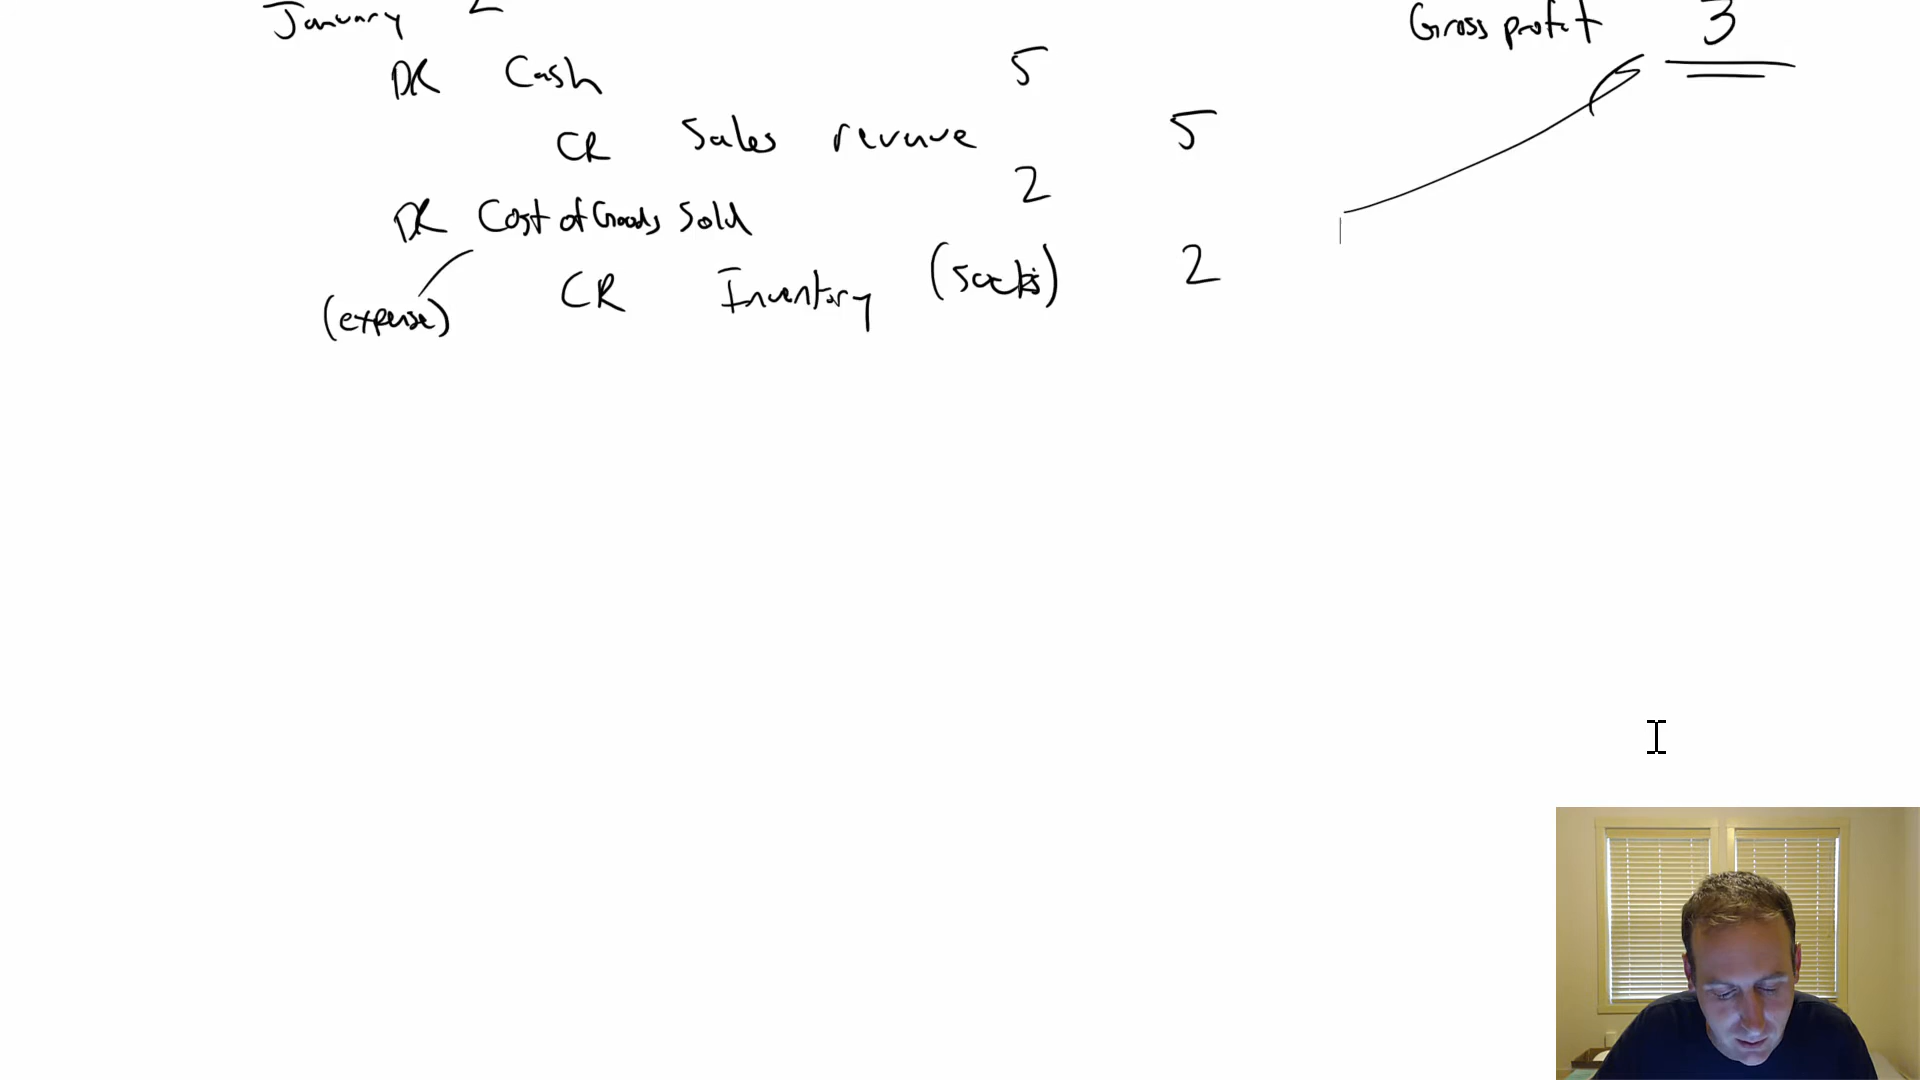 January 2
Gross profit 3
DR Cash 5
CR Sales revenue 5
DR Cost of Goods Sold 2
(expense)
CR Inventory (socks) 2